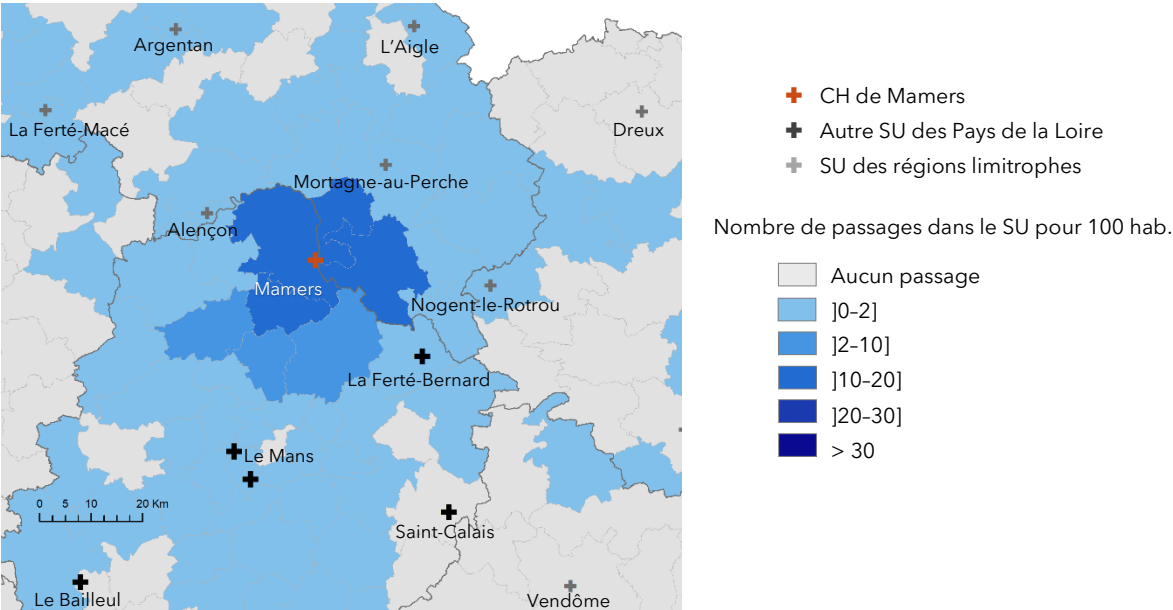 Argentan
L'Aigle
La Ferté-Macé
Dreux
Mortagne-au-Perche
Alençon
Mamers
Nogent-le-Rotrou
La Ferté-Bernard
Le Mans
0 5 10 20 Km
Saint-Calais
Le Bailleul
Vendôme
CH de Mamers
Autre SU des Pays de la Loire
SU des régions limitrophes
Nombre de passages dans le SU pour 100 hab.
Aucun passage
]0–2]
]2–10]
]10–20]
]20–30]
> 30